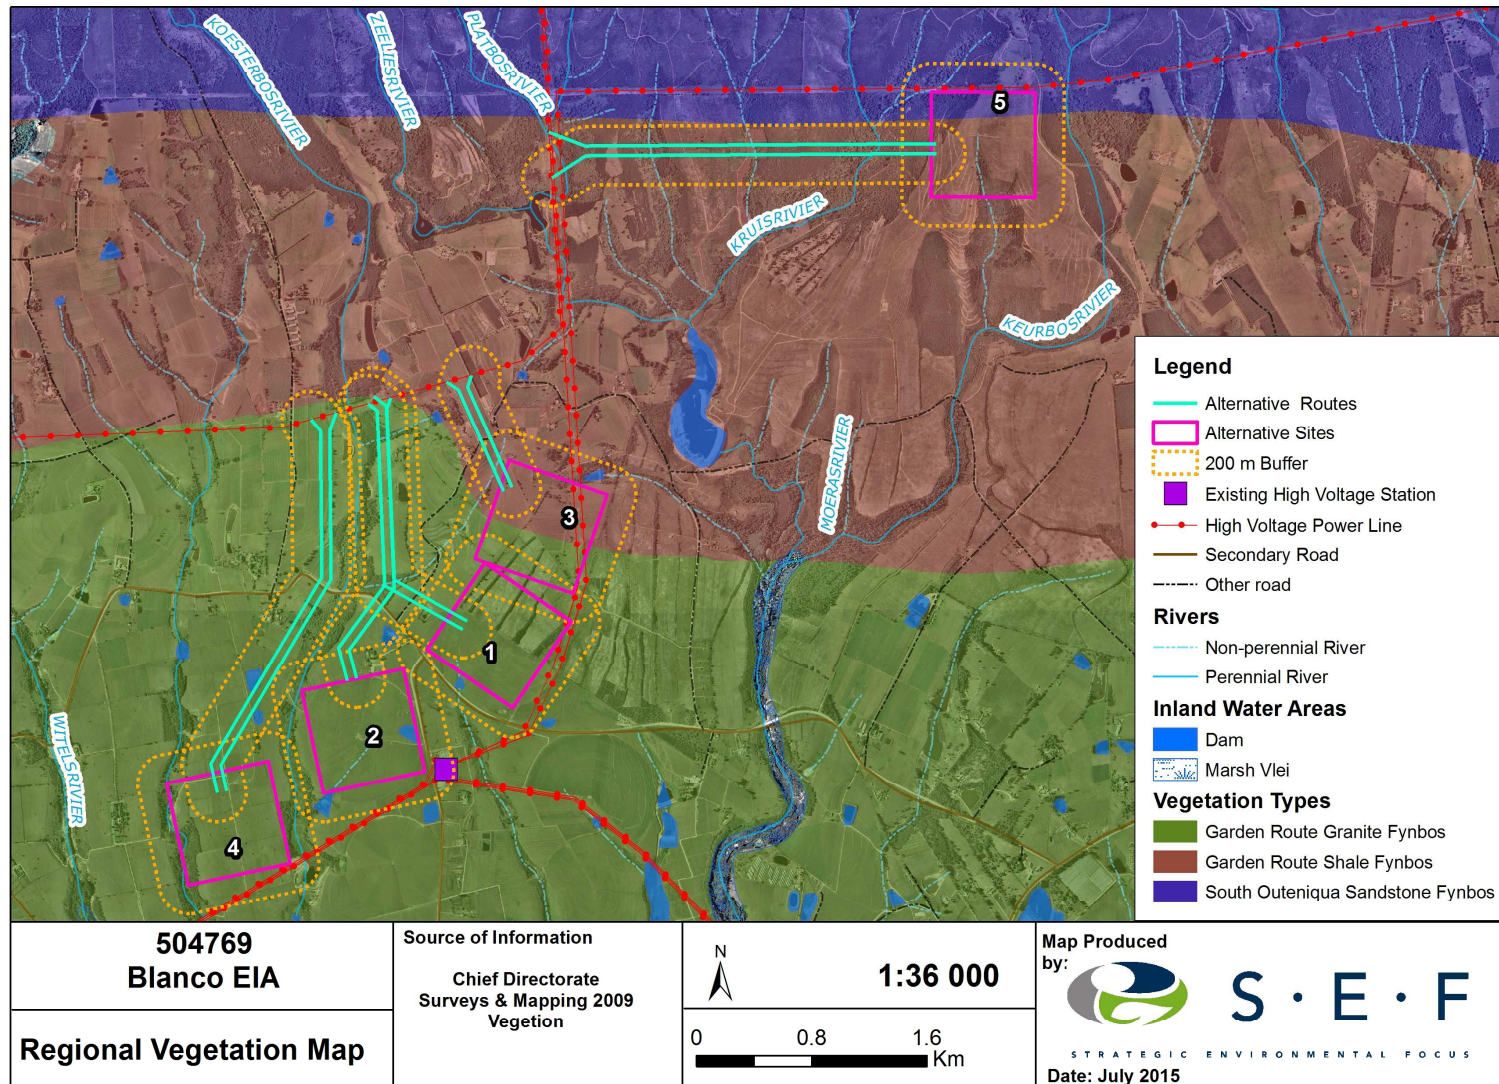 KOESTERBOSRIVIER
ZEELIESRIVIER
PLATBOSRIVIER
5
KRUISRIVIER
KEURBOSRIVIER
MOERASRIVIER
3
1
2
WITELSRIVIER
4
Legend
Alternative Routes
Alternative Sites
200 m Buffer
Existing High Voltage Station
High Voltage Power Line
Secondary Road
Other road
Rivers
Non-perennial River
Perennial River
Inland Water Areas
Dam
Marsh Vlei
Vegetation Types
Garden Route Granite Fynbos
Garden Route Shale Fynbos
South Outeniqua Sandstone Fynbos
504769
Blanco EIA
Regional Vegetation Map
Source of Information
Chief Directorate
Surveys & Mapping 2009
Vegetion
N
1:36 000
0 0.8 1.6
Km
Map Produced
by:
S·E·F
STRATEGIC ENVIRONMENTAL FOCUS
Date: July 2015